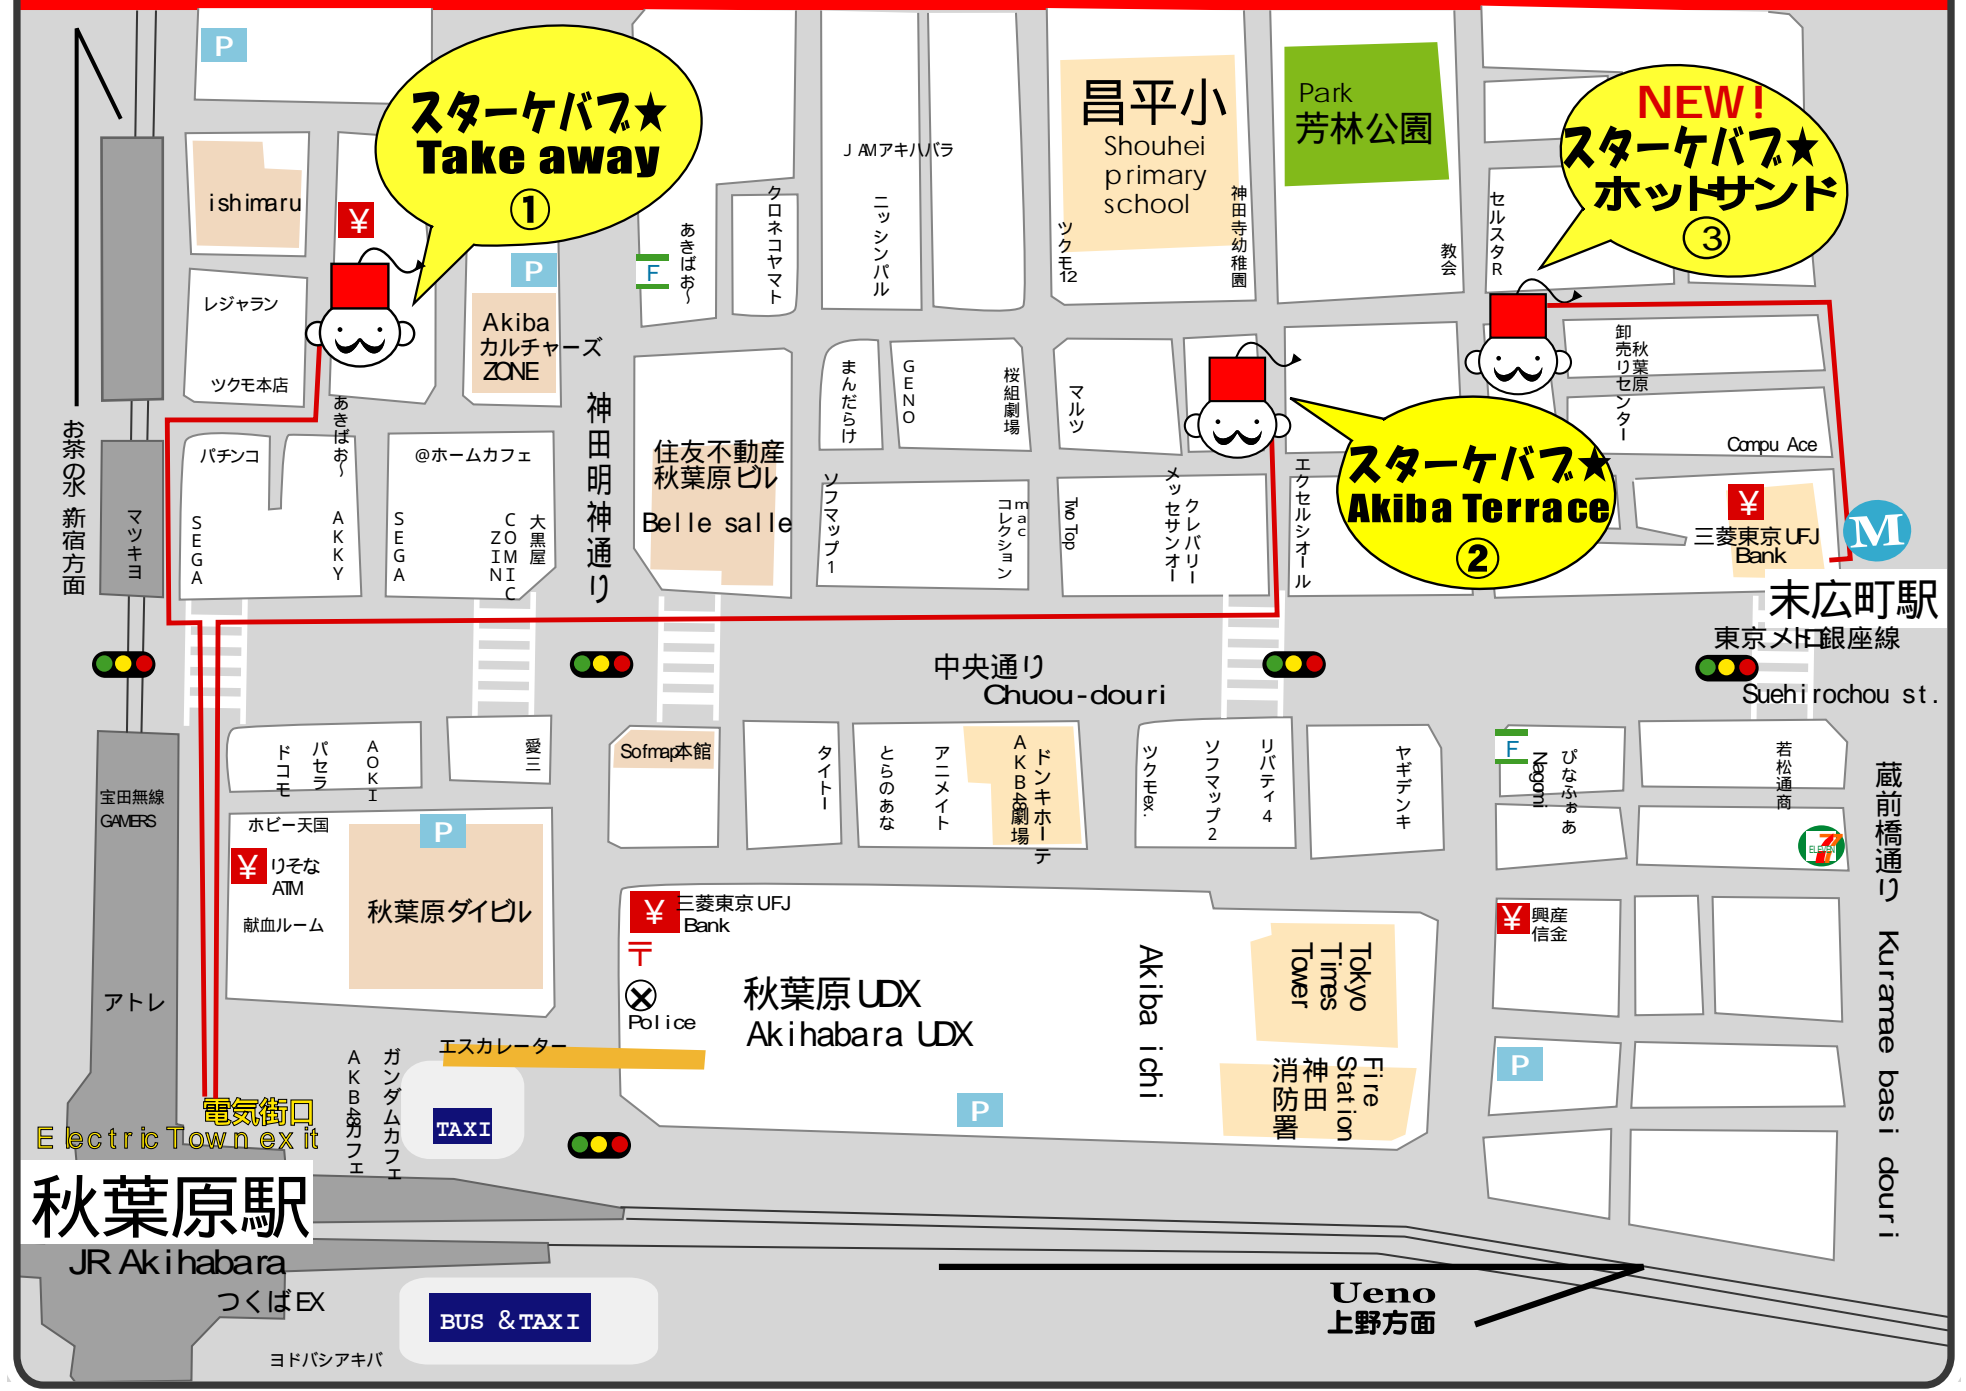 P
スターケバブ★
Take away
①
ishimaru
¥
レジャラン
ツクモ本店
P
Akiba
カルチャーズ
ZONE
F
あきばお~
クロネコヤマト
JAMアキハバラ
ニッシンパル
昌平小
Shouhei
primary
school
ツクモ12
神田寺幼稚園
Park
芳林公園
教会
セルスタR
NEW!
スターケバブ★
ホットサンド
③
お茶の水 新宿方面
マツキヨ
パチンコ
SEGA
あきばお~
AKKY
@ホームカフェ
SEGA
COMIC
ZIN
大黒屋
神田明神通り
住友不動産
秋葉原ビル
Belle salle
まんだらけ
GENO
桜組劇場
ソフマップ1
mac
コレクション
マルツ
Two Top
メッセサンオー
クレバリー
エクセルシオール
スターケバブ★
Akiba Terrace
②
秋葉原
卸売りセンター
Compu Ace
¥
三菱東京UFJ
Bank
M
末広町駅
東京メトロ銀座線
Suehirochou st.
中央通り
Chuou-douri
ドコモ
パセラ
AOKI
愛三
Sofmap本館
タイトー
とらのあな
アニメイト
AKB48劇場
ドンキホーテ
ツクモex.
ソフマップ2
リバティ4
ヤギデンキ
F
Nagomi
ぴなふぉあ
若松通商
7
ELEVEN
蔵前橋通り Kuramae basi douri
宝田無線
GAMERS
アトレ
ホビー天国
P
¥
りそな
ATM
献血ルーム
秋葉原ダイビル
¥
三菱東京UFJ
Bank
〒
Police
秋葉原UDX
Akihabara UDX
Akiba ichi
Tokyo
Times
Tower
Fire
Station
神田
消防署
P
¥
興産
信金
P
エスカレーター
AKB48カフェ
ガンダムカフェ
TAXI
電気街口
Electric Town exit
秋葉原駅
JR Akihabara
つくばEX
BUS &TAXI
ヨドバシアキバ
Ueno
上野方面